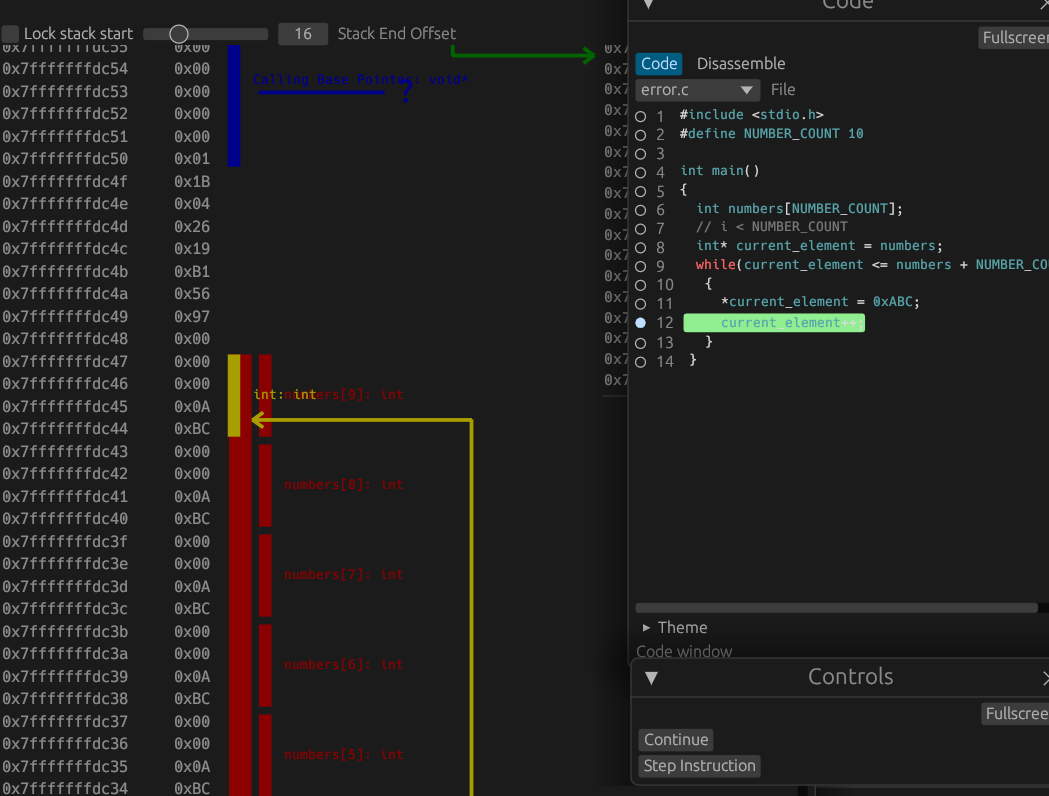 Code
Lock stack start 16 Stack End Offset
Fullscreen
0x7fffffffdc55 0x00
0x7fffffffdc54 0x00
Calling Base Pointer: void*
?
0x7fffffffdc53 0x00
0x7fffffffdc52 0x00
0x7fffffffdc51 0x00
0x7fffffffdc50 0x01
0x7fffffffdc4f 0x1B
0x7fffffffdc4e 0x04
0x7fffffffdc4d 0x26
0x7fffffffdc4c 0x19
0x7fffffffdc4b 0xB1
0x7fffffffdc4a 0x56
0x7fffffffdc49 0x97
0x7fffffffdc48 0x00
0x7fffffffdc47 0x00
0x7fffffffdc46 0x00
int: int numbers[9]: int
0x7fffffffdc45 0x0A
0x7fffffffdc44 0xBC
0x7fffffffdc43 0x00
0x7fffffffdc42 0x00
numbers[8]: int
0x7fffffffdc41 0x0A
0x7fffffffdc40 0xBC
0x7fffffffdc3f 0x00
0x7fffffffdc3e 0x00
numbers[7]: int
0x7fffffffdc3d 0x0A
0x7fffffffdc3c 0xBC
0x7fffffffdc3b 0x00
0x7fffffffdc3a 0x00
numbers[6]: int
0x7fffffffdc39 0x0A
0x7fffffffdc38 0xBC
0x7fffffffdc37 0x00
0x7fffffffdc36 0x00
numbers[5]: int
0x7fffffffdc35 0x0A
0x7fffffffdc34 0xBC
Code Disassemble
error.c File
1 #include <stdio.h>
2 #define NUMBER_COUNT 10
3
4 int main()
5 {
6 int numbers[NUMBER_COUNT];
7 // i < NUMBER_COUNT
8 int* current_element = numbers;
9 while(current_element <= numbers + NUMBER_CO
10 {
11 *current_element = 0xABC;
12 current_element++;
13 }
14 }
Theme
Code window
Controls
Fullscree
Continue
Step Instruction